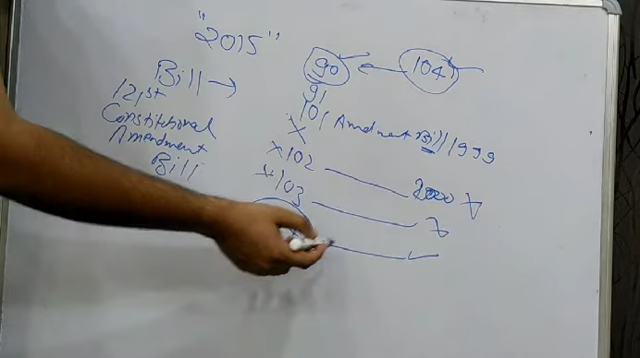 "2015"
Bill →
121st
Constitutional
Amendment
Bill
90 ← 104
91
101 Amendment Bill 1999
X
x 102 — 2000
x 103 —